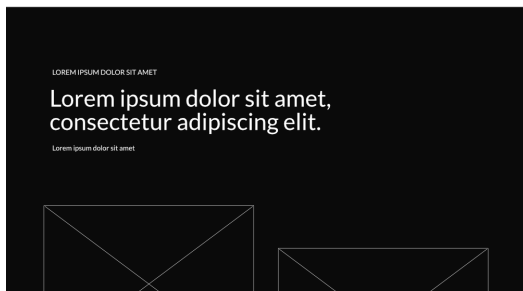 LOREM IPSUM DOLOR SIT AMET
Lorem ipsum dolor sit amet,
consectetur adipiscing elit.
Lorem ipsum dolor sit amet